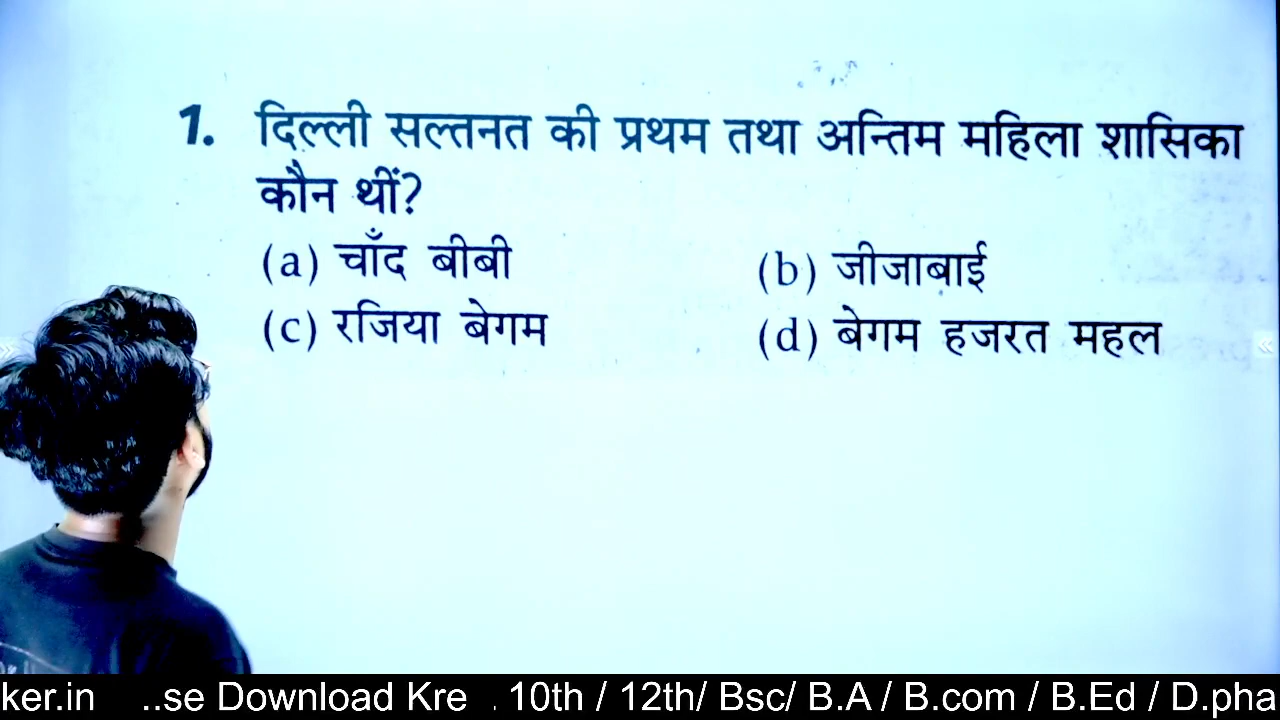 1. दिल्ली सल्तनत की प्रथम तथा अन्तिम महिला शासिका
कौन थीं?
(a) चाँद बीबी (b) जीजाबाई
(c) रजिया बेगम (d) बेगम हजरत महल
ker.in ..se Download Kre . 10th / 12th/ Bsc/ B.A / B.com / B.Ed / D.pha